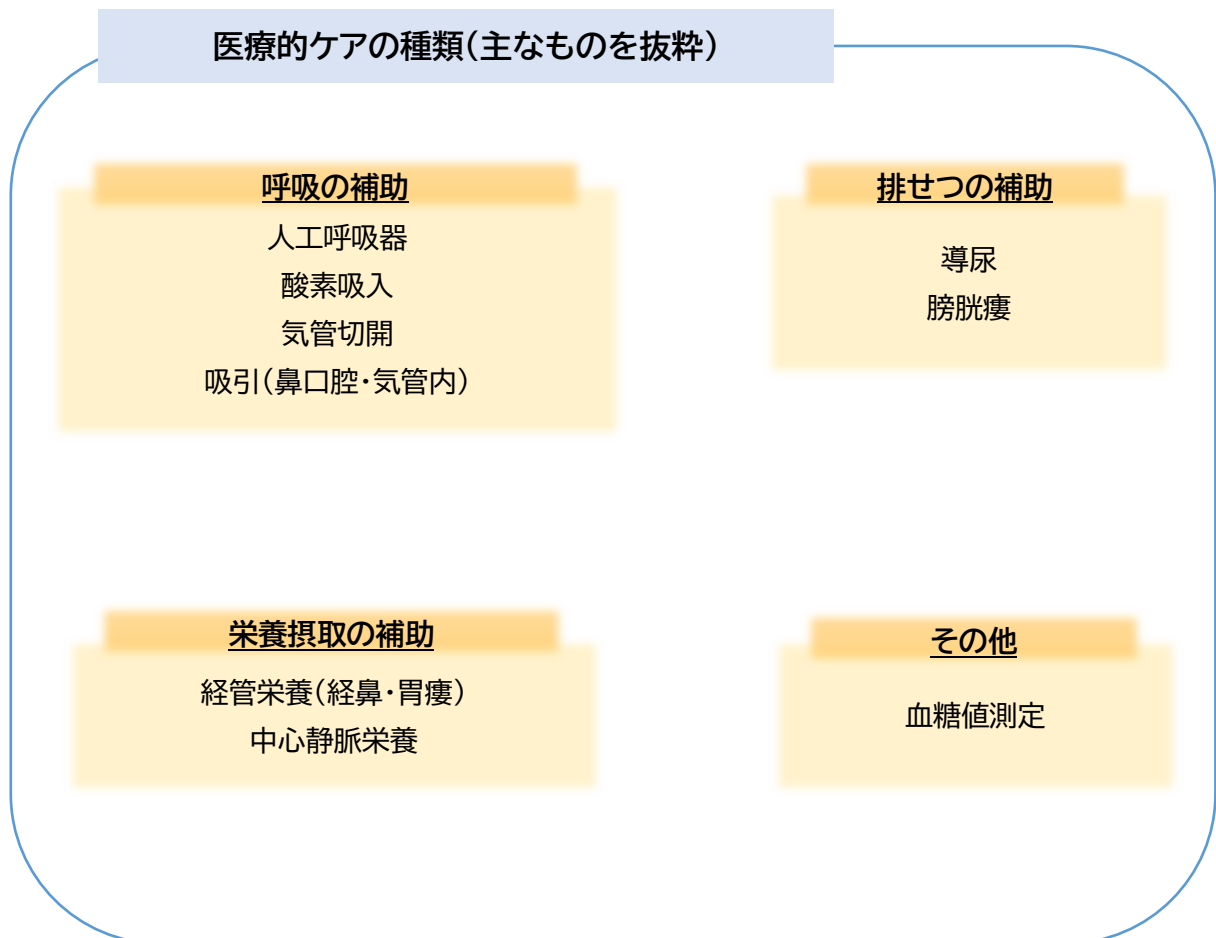 医療的ケアの種類（主なものを抜粋）
呼吸の補助
人工呼吸器
酸素吸入
気管切開
吸引（鼻口腔・気管内）
排せつの補助
導尿
膀胱瘻
栄養摂取の補助
経管栄養（経鼻・胃瘻）
中心静脈栄養
その他
血糖値測定